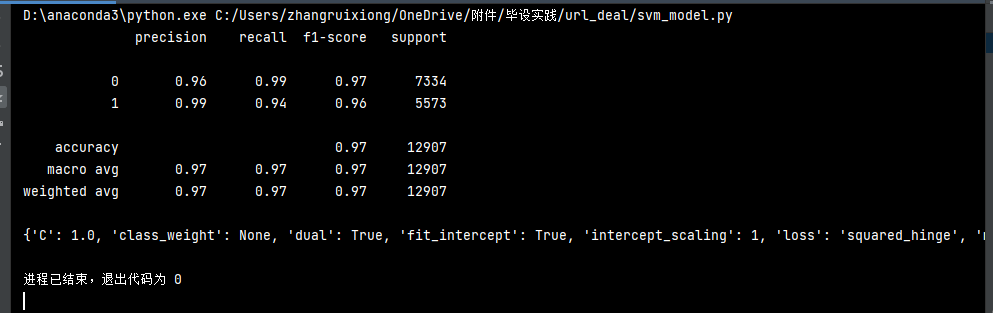 D:\anaconda3\python.exe C:/Users/zhangruixiong/OneDrive/附件/毕设实践/url_deal/svm_model.py
precision recall f1-score support
0 0.96 0.99 0.97 7334
1 0.99 0.94 0.96 5573
accuracy 0.97 12907
macro avg 0.97 0.97 0.97 12907
weighted avg 0.97 0.97 0.97 12907
{'C': 1.0, 'class_weight': None, 'dual': True, 'fit_intercept': True, 'intercept_scaling': 1, 'loss': 'squared_hinge', '
进程已结束，退出代码为 0